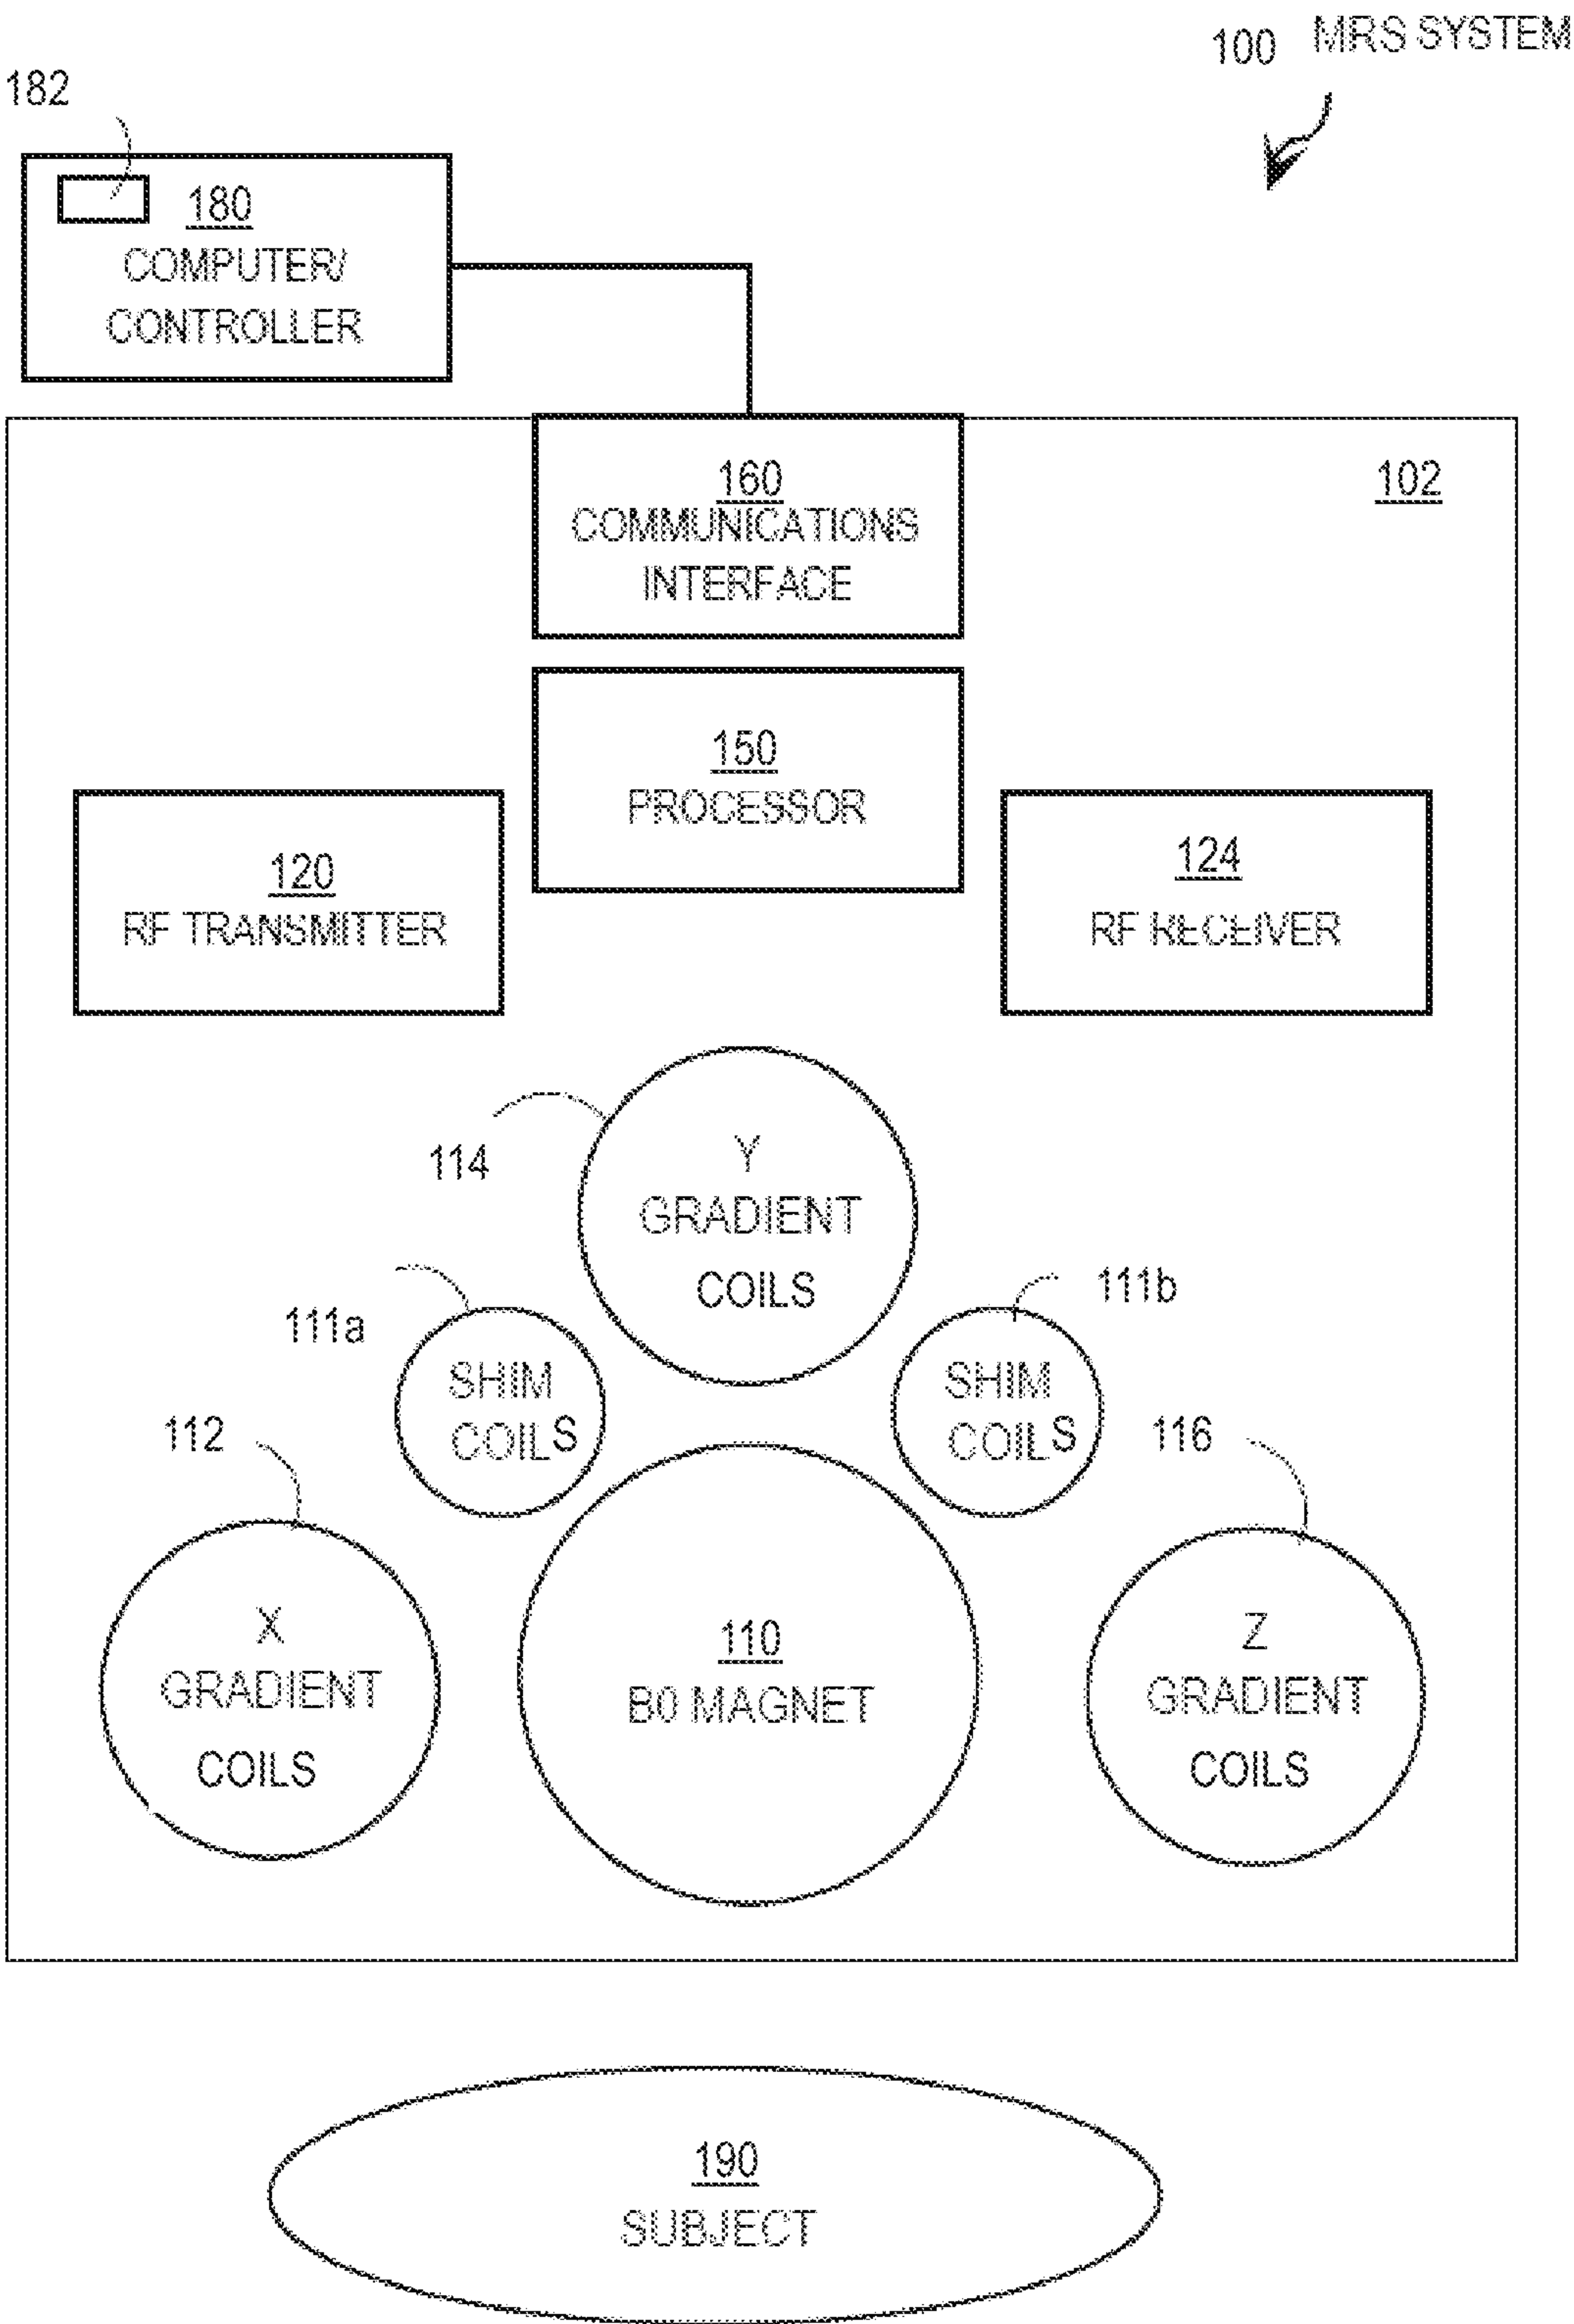 100 MRS SYSTEM
182
180
COMPUTER/
CONTROLLER
160
COMMUNICATIONS
INTERFACE
102
150
PROCESSOR
120
RF TRANSMITTER
124
RF RECEIVER
114
Y
GRADIENT
COILS
111a
SHIM
COILS
111b
SHIM
COILS
112
X
GRADIENT
COILS
110
B0 MAGNET
116
Z
GRADIENT
COILS
190
SUBJECT